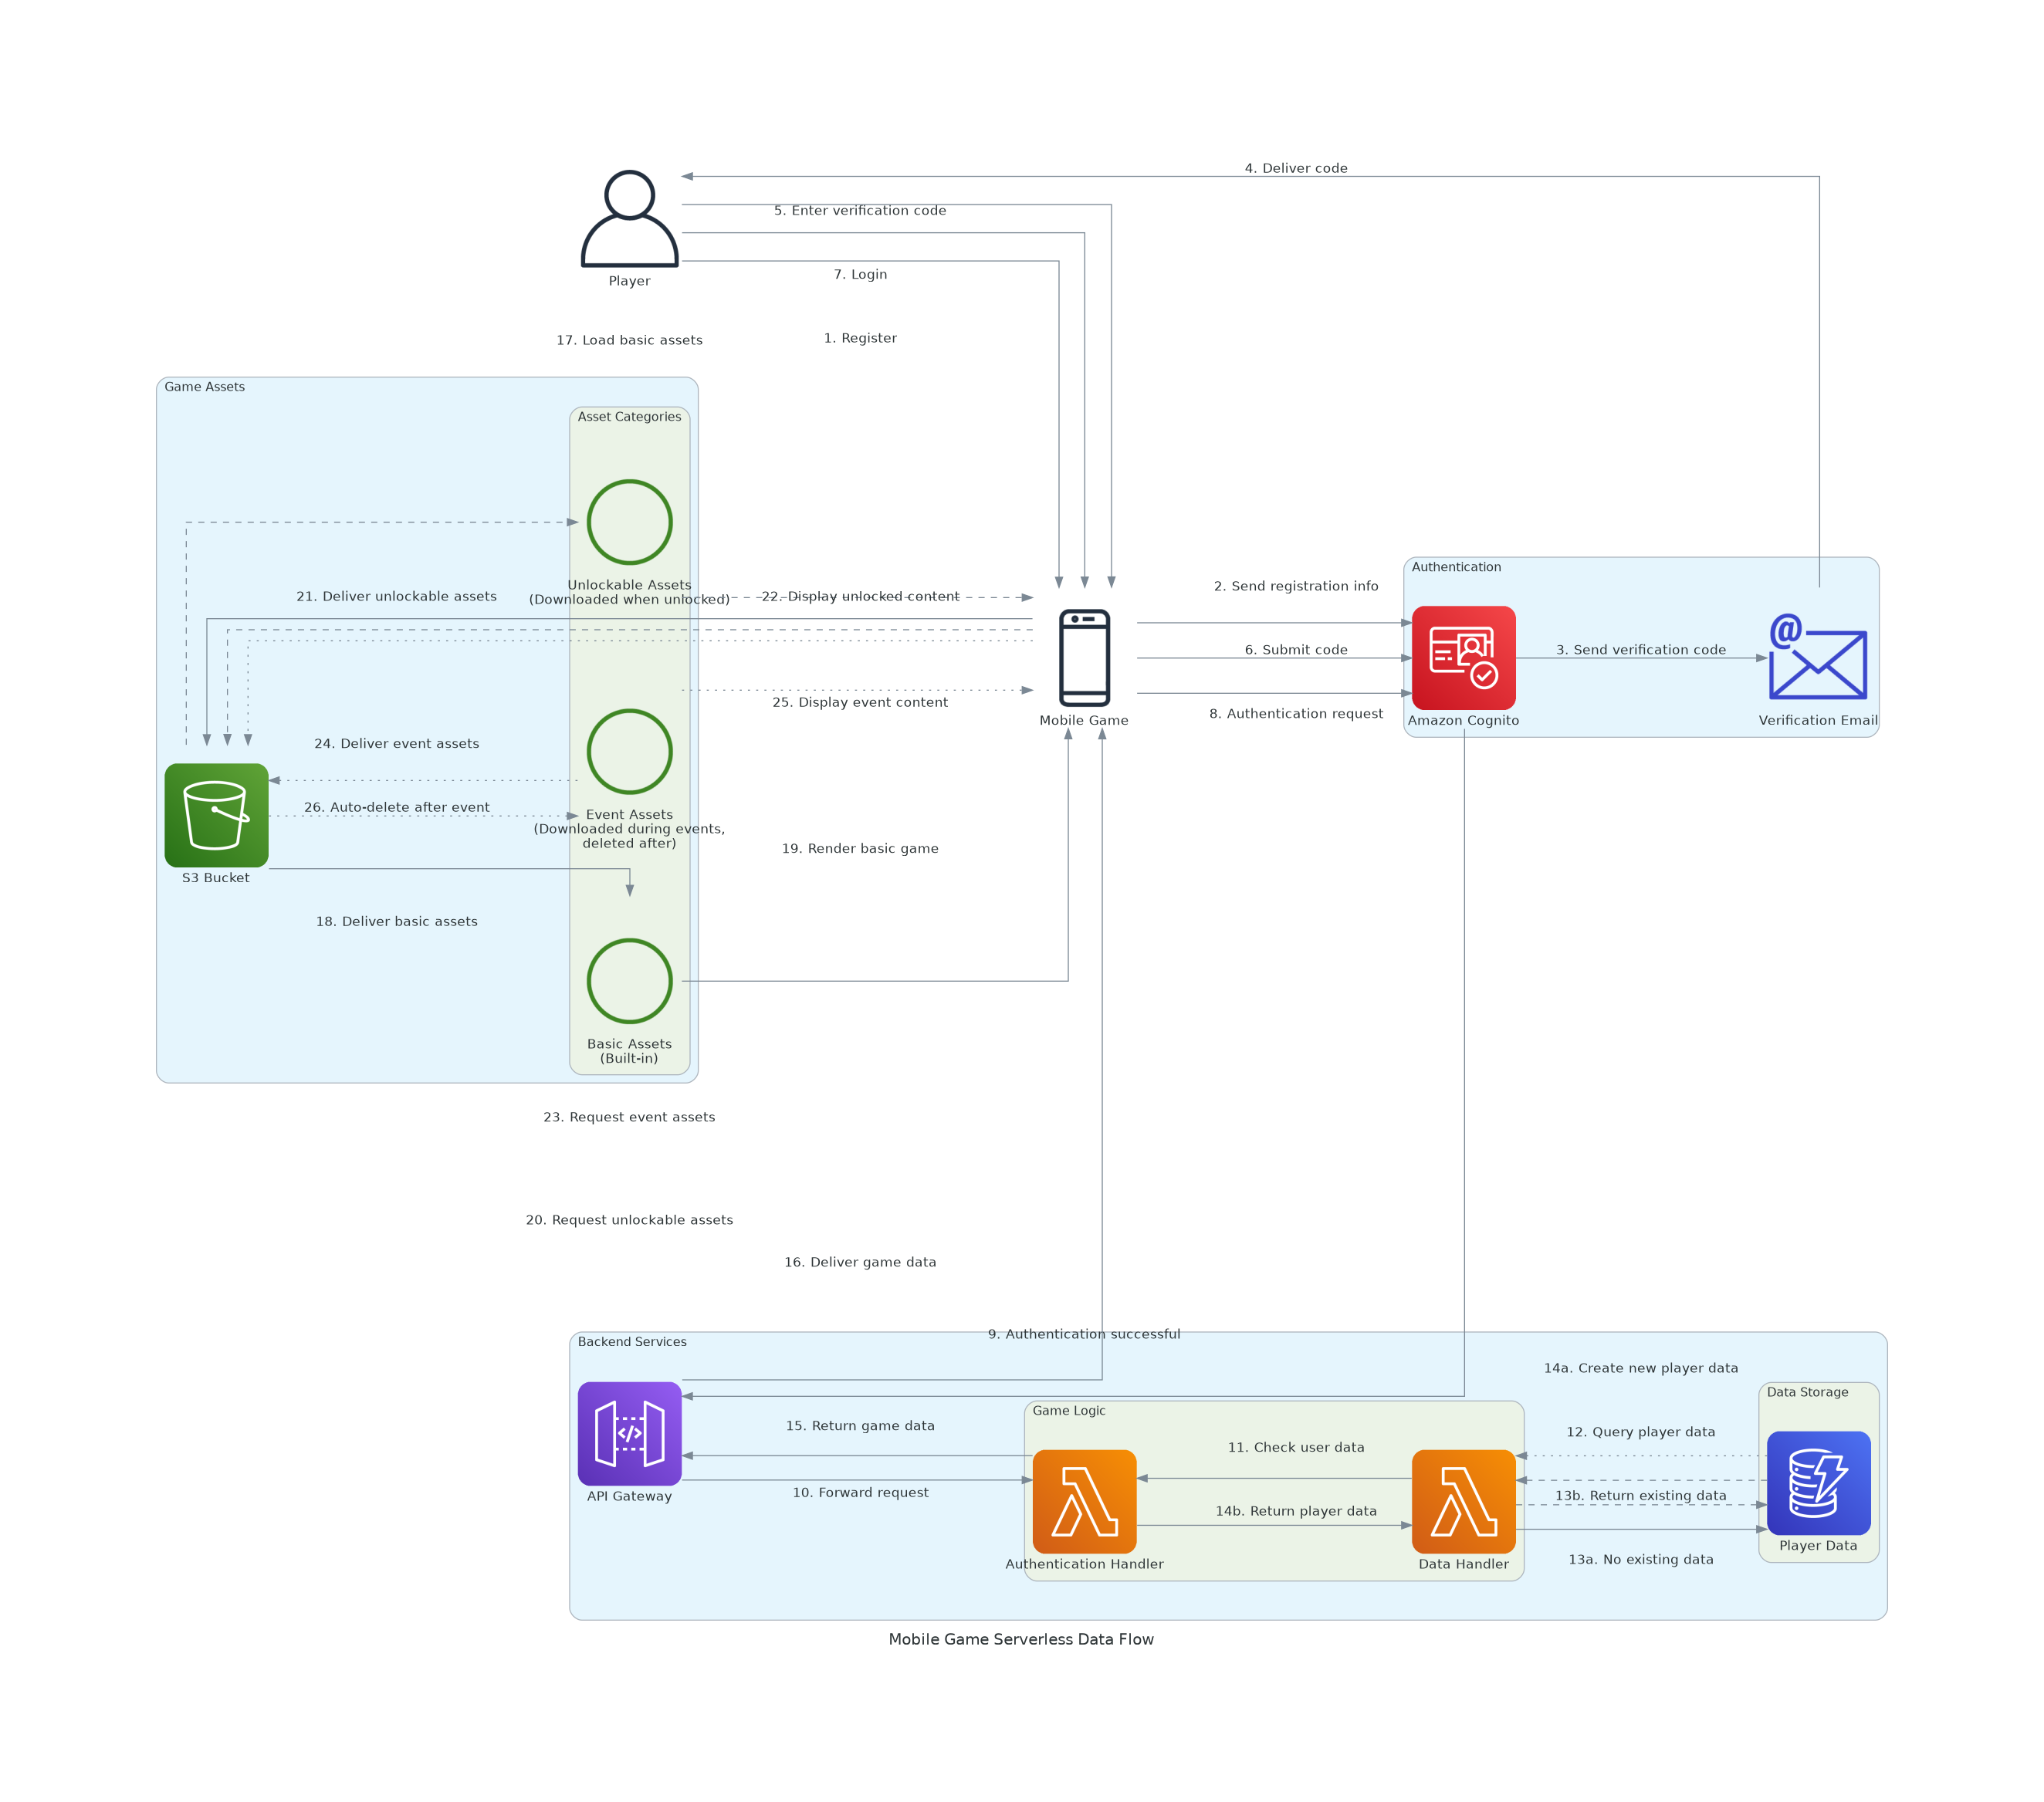 4. Deliver code
5. Enter verification code
7. Login
Player
1. Register
17. Load basic assets
Game Assets
Asset Categories
Unlockable Assets
(Downloaded when unlocked)
21. Deliver unlockable assets
22. Display unlocked content
25. Display event content
24. Deliver event assets
26. Auto-delete after event
Event Assets
(Downloaded during events,
deleted after)
S3 Bucket
18. Deliver basic assets
19. Render basic game
Basic Assets
(Built-in)
Mobile Game
2. Send registration info
6. Submit code
8. Authentication request
Authentication
Amazon Cognito
3. Send verification code
Verification Email
23. Request event assets
20. Request unlockable assets
16. Deliver game data
9. Authentication successful
Backend Services
API Gateway
15. Return game data
10. Forward request
Game Logic
11. Check user data
14b. Return player data
Authentication Handler
Data Handler
14a. Create new player data
12. Query player data
13b. Return existing data
13a. No existing data
Data Storage
Player Data
Mobile Game Serverless Data Flow